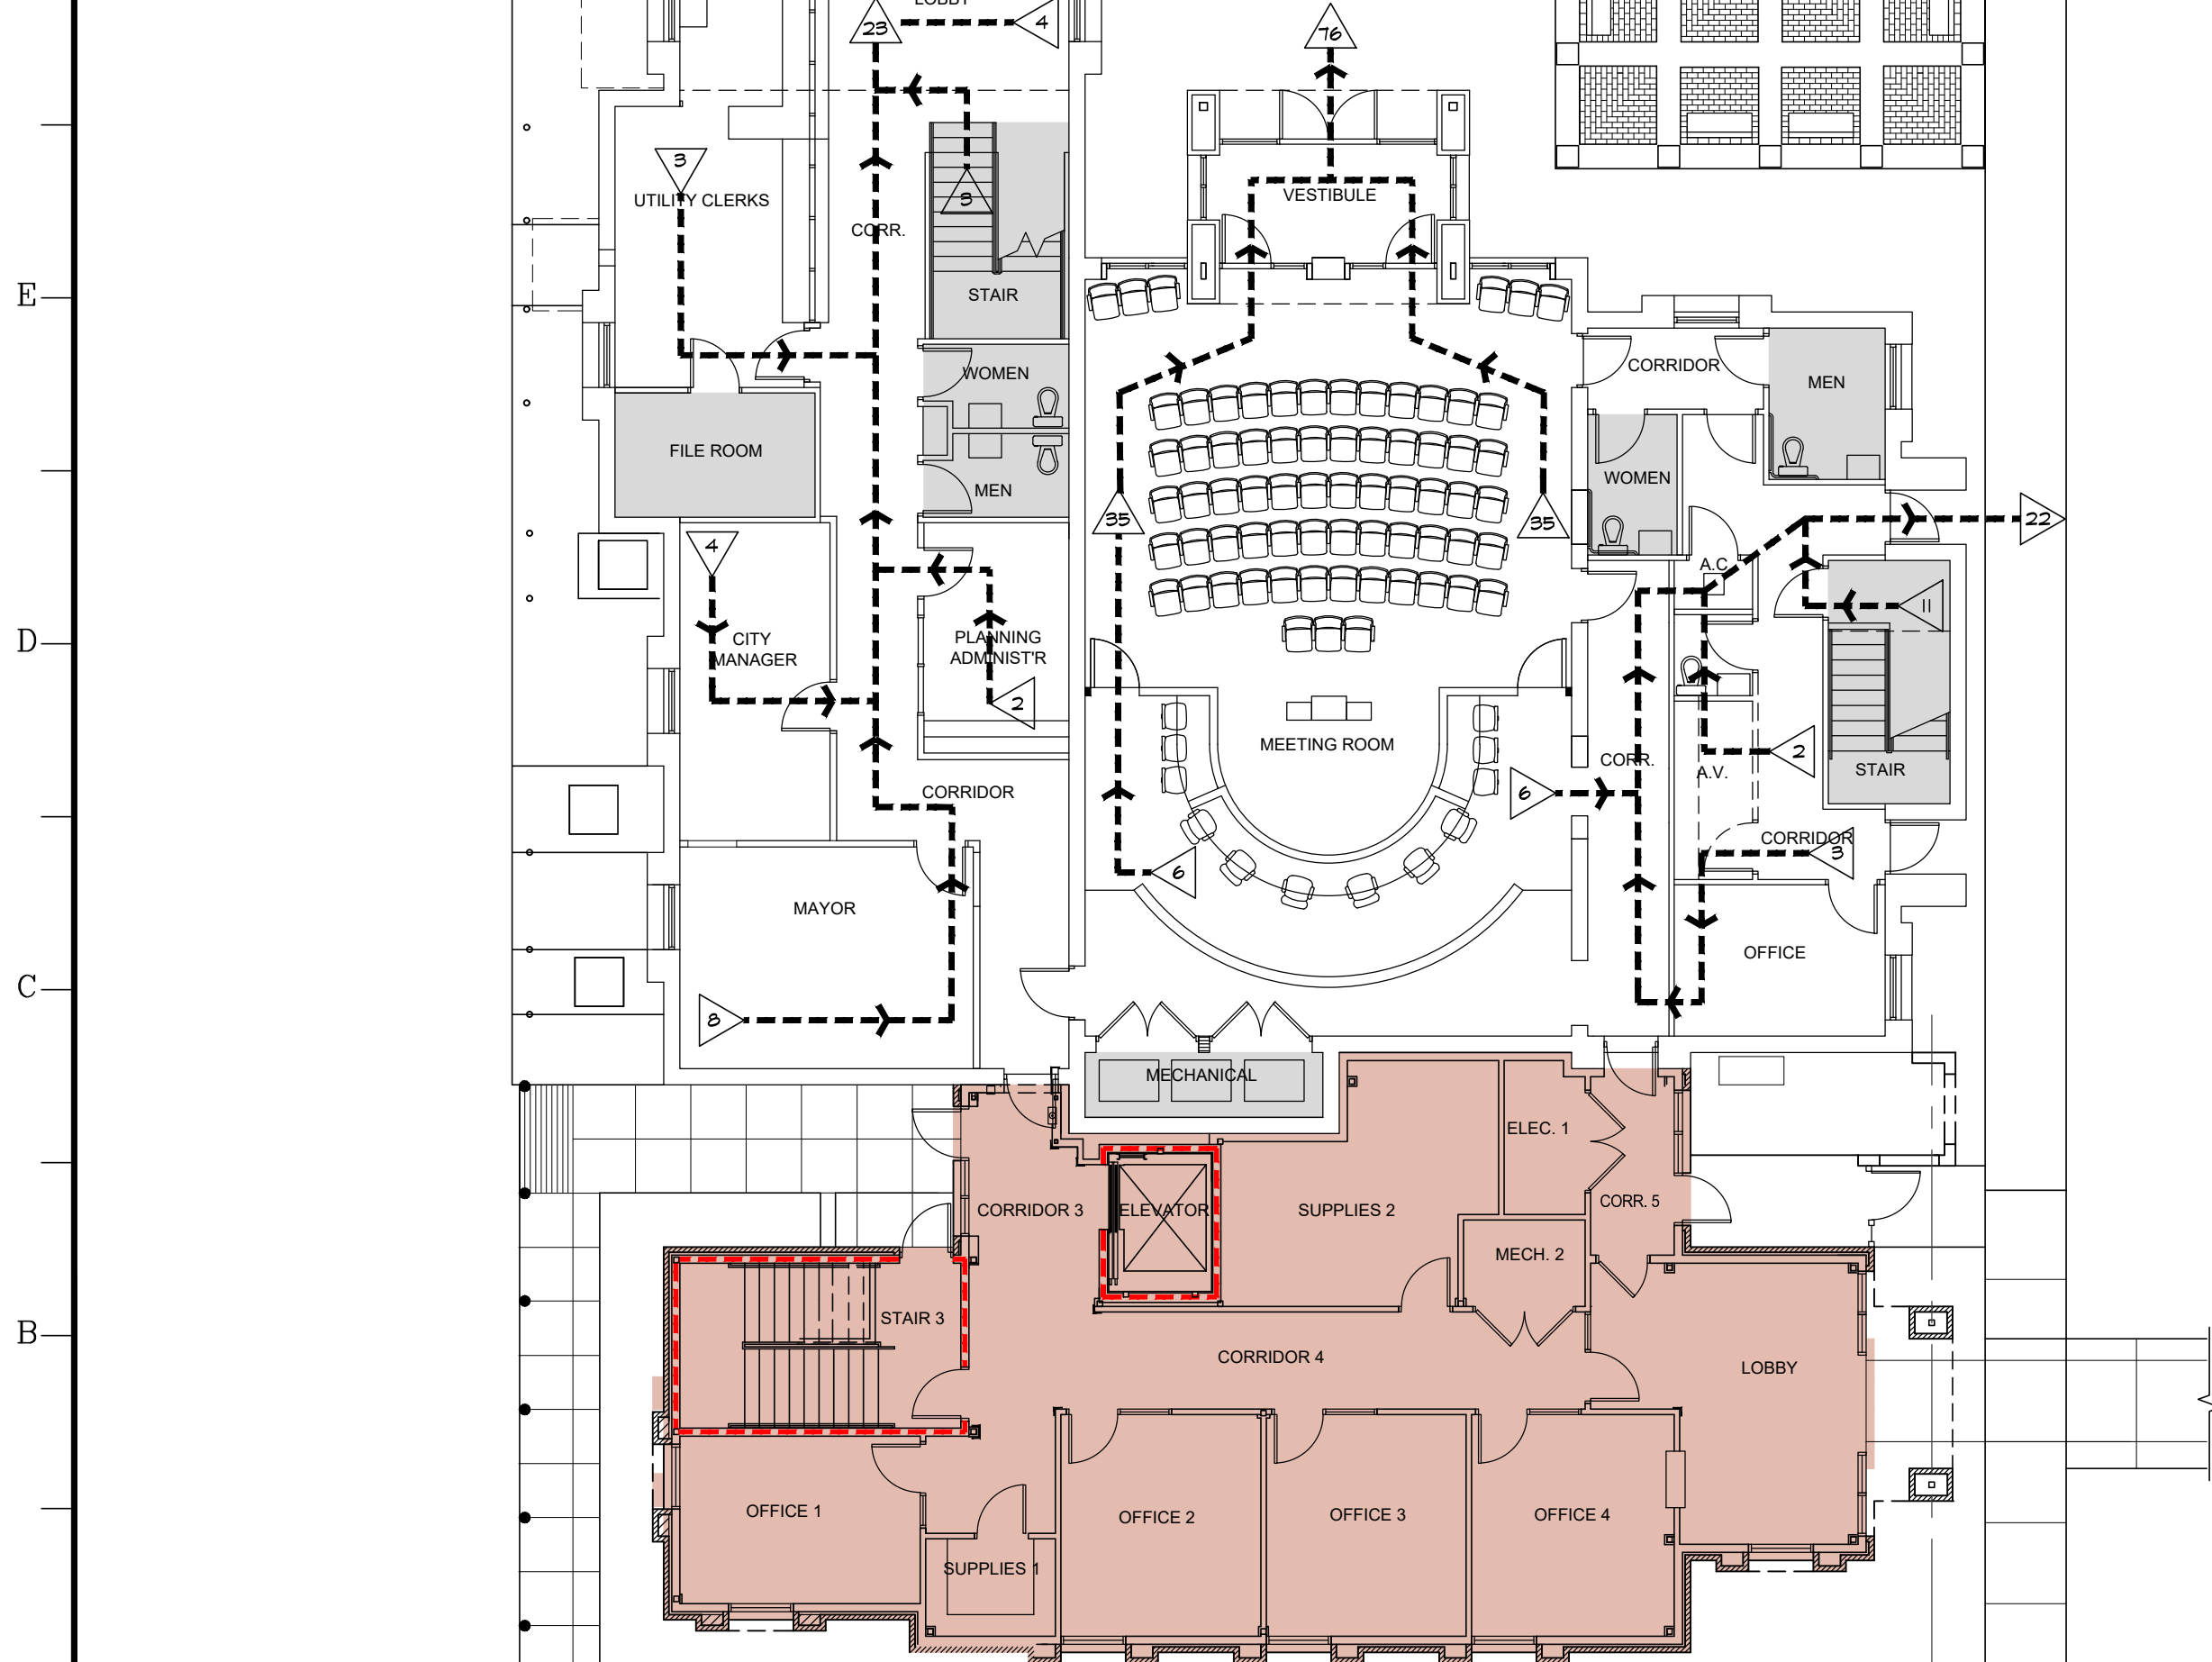 LOBBY
23
4
76
3
UTILITY CLERKS
3
CORR.
VESTIBULE
E
STAIR
WOMEN
CORRIDOR
MEN
FILE ROOM
MEN
WOMEN
35
35
22
4
A.C
11
D
CITY
MANAGER
PLANNING
ADMINIST'R
2
MEETING ROOM
CORR.
A.V.
2
STAIR
CORRIDOR
6
CORRIDOR
3
6
MAYOR
OFFICE
C
8
MECHANICAL
ELEC. 1
CORRIDOR 3
ELEVATOR
SUPPLIES 2
CORR. 5
MECH. 2
STAIR 3
B
CORRIDOR 4
LOBBY
OFFICE 1
OFFICE 2
OFFICE 3
OFFICE 4
SUPPLIES 1